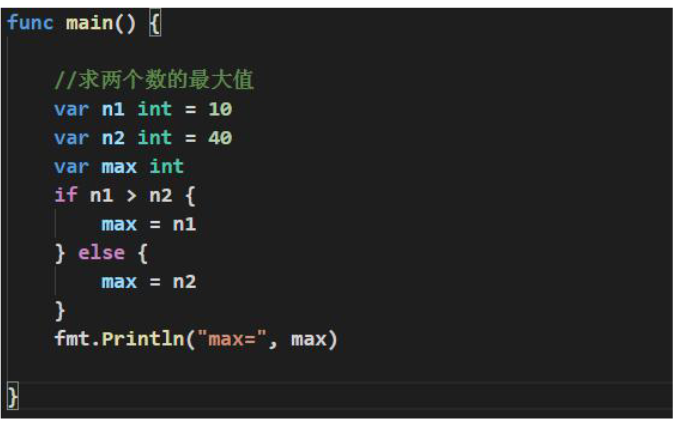 func main() {
//求两个数的最大值
var n1 int = 10
var n2 int = 40
var max int
if n1 > n2 {
max = n1
} else {
max = n2
}
fmt.Println("max=", max)
}